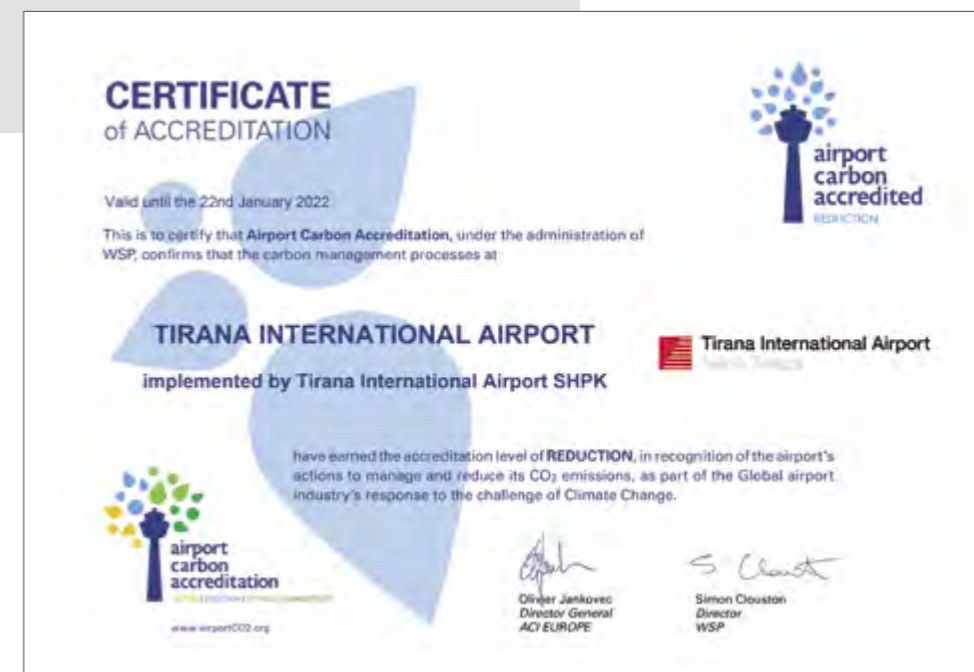 CERTIFICATE
of ACCREDITATION
airport
carbon
accredited
REDUCTION
Valid until the 22nd January 2022
This is to certify that Airport Carbon Accreditation, under the administration of
WSP, confirms that the carbon management processes at
TIRANA INTERNATIONAL AIRPORT
Tirana International Airport
implemented by Tirana International Airport SHPK
have earned the accreditation level of REDUCTION, in recognition of the airport's
actions to manage and reduce its CO₂ emissions, as part of the Global airport
industry's response to the challenge of Climate Change.
airport
carbon
accreditation
www.airportCO2.org
Olivier Jankovec
Director General
ACI EUROPE
S Cloust
Simon Clouston
Director
WSP